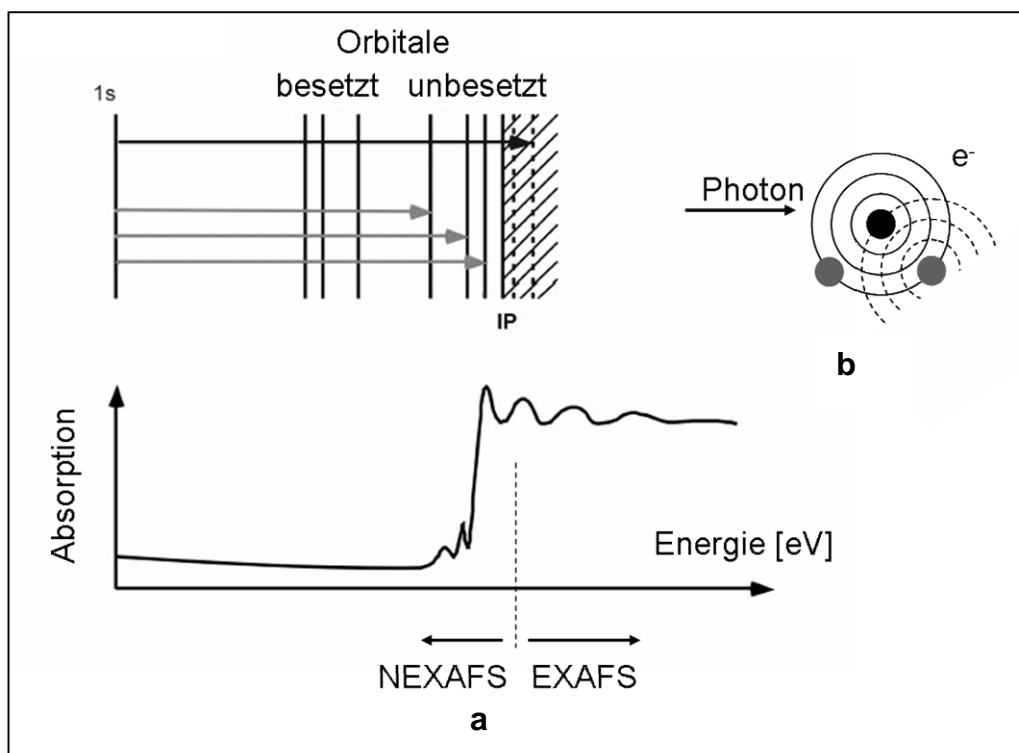 Orbitale
besetzt unbesetzt
1s
IP
Photon
e-
b
Absorption
Energie [eV]
NEXAFS EXAFS
a